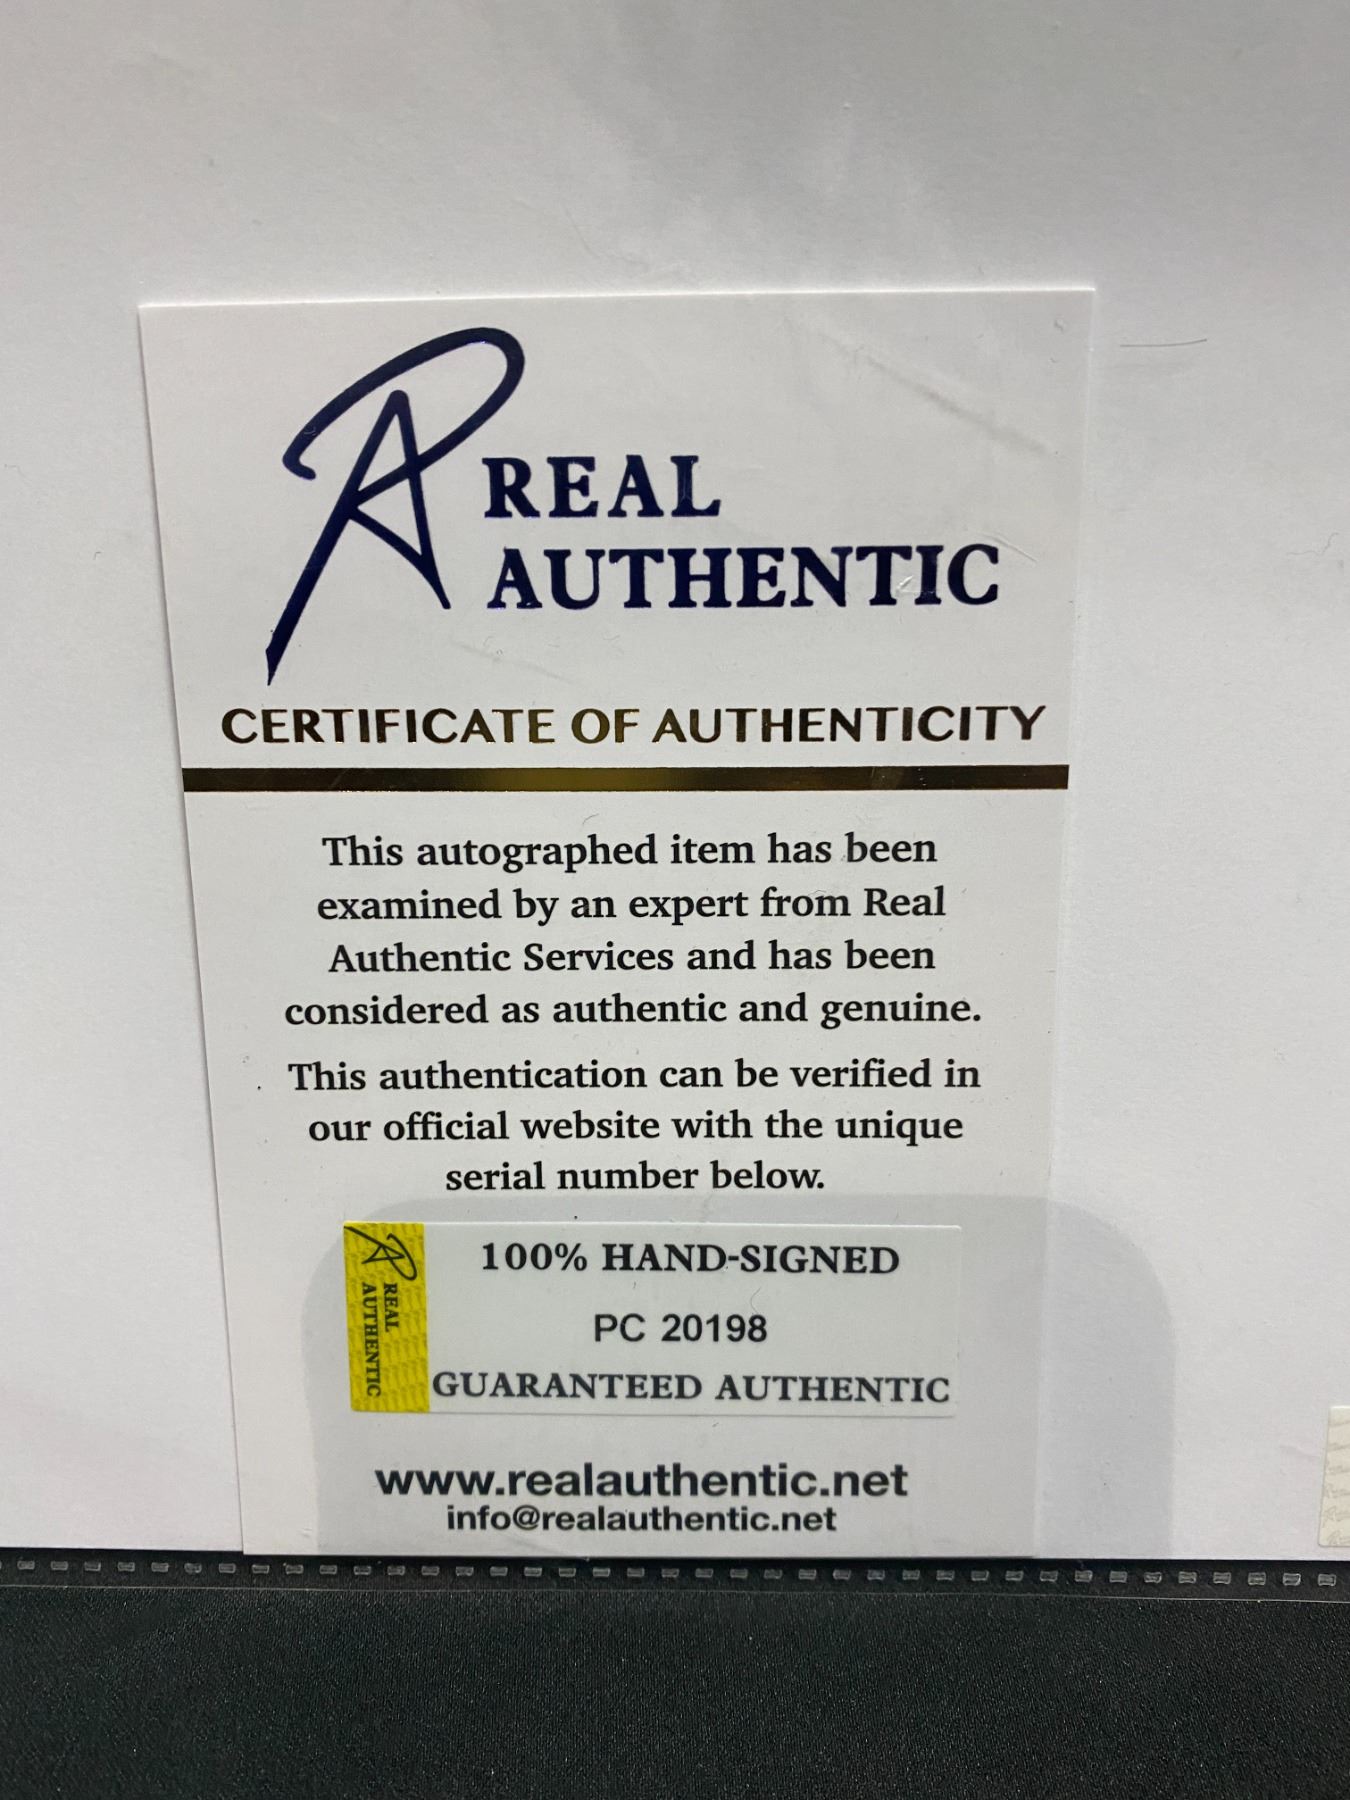 REAL
AUTHENTIC
CERTIFICATE OF AUTHENTICITY
This autographed item has been
examined by an expert from Real
Authentic Services and has been
considered as authentic and genuine.
This authentication can be verified in
our official website with the unique
serial number below.
REAL
AUTHENTIC
100% HAND-SIGNED
PC 20198
GUARANTEED AUTHENTIC
www.realauthentic.net
info@realauthentic.net